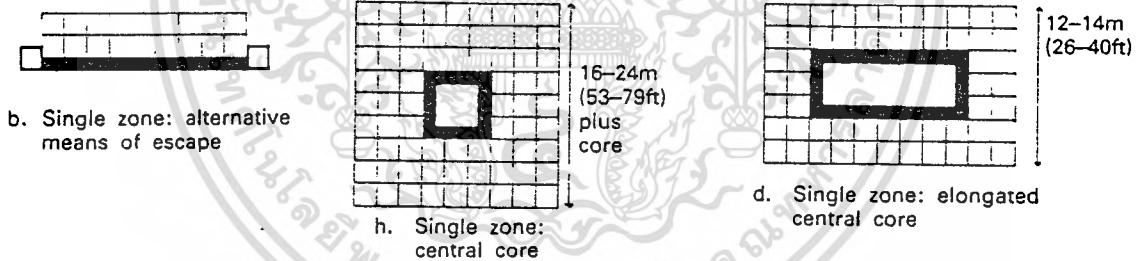 b. Single zone: alternative
means of escape
16–24m
(53–79ft)
plus
core
h. Single zone:
central core
12–14m
(26–40ft)
d. Single zone: elongated
central core